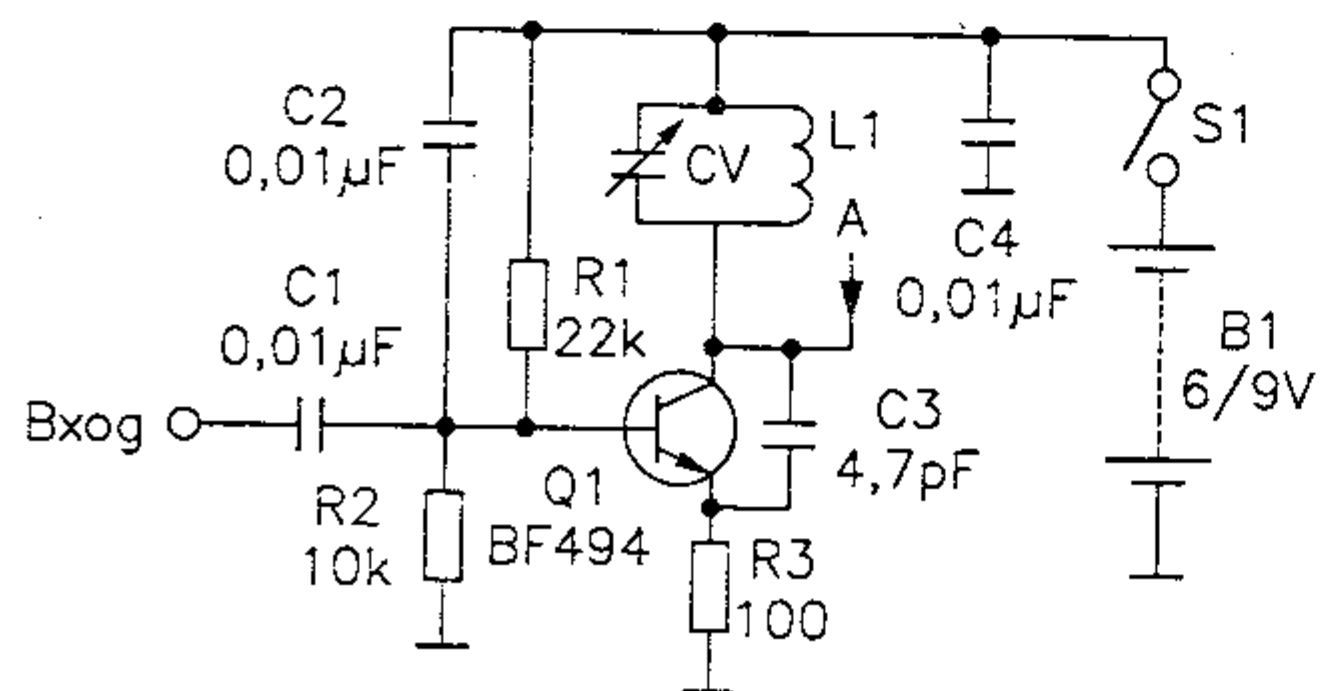 C2
0,01µF
C1
0,01µF
Bxog
R2
10k
R1
22k
Q1
BF494
CV
L1
A
C3
4,7pF
R3
100
C4
0,01µF
S1
B1
6/9V